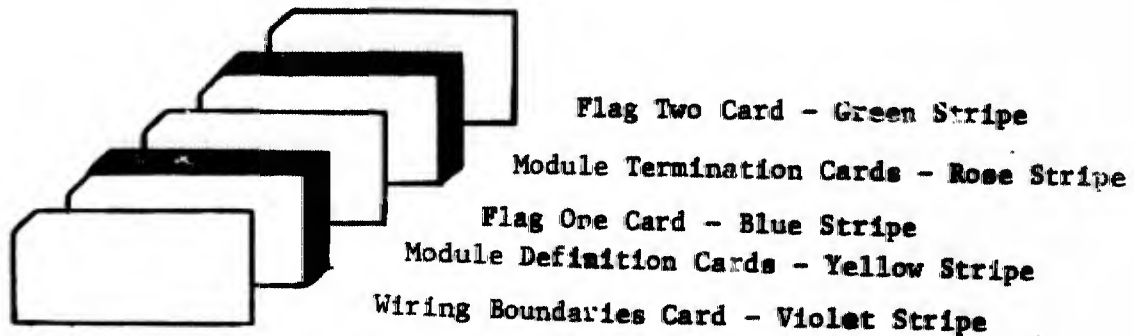 Flag Two Card - Green Stripe
Module Termination Cards - Rose Stripe
Flag One Card - Blue Stripe
Module Definition Cards - Yellow Stripe
Wiring Boundaries Card - Violet Stripe